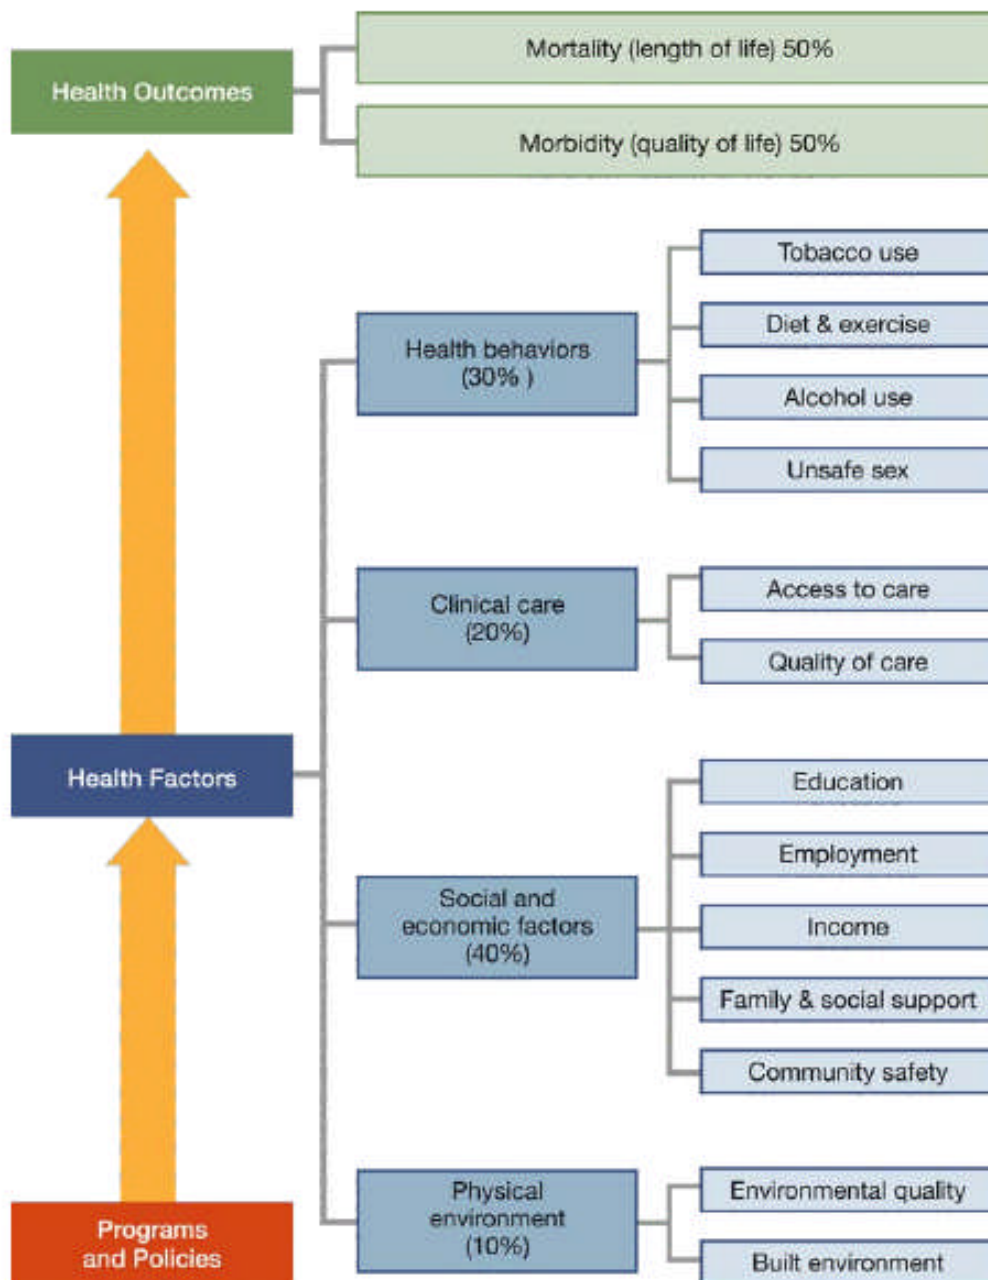 Health Outcomes
Mortality (length of life) 50%
Morbidity (quality of life) 50%
Health Factors
Health behaviors
(30% )
Tobacco use
Diet & exercise
Alcohol use
Unsafe sex
Clinical care
(20%)
Access to care
Quality of care
Social and
economic factors
(40%)
Education
Employment
Income
Family & social support
Community safety
Physical
environment
(10%)
Environmental quality
Built environment
Programs
and Policies